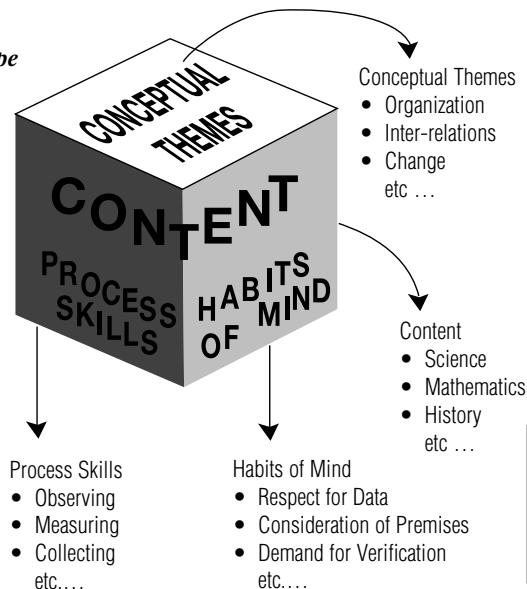 pe
CONCEPTUAL
THEMES
CONTENT
PROCESS
SKILLS
HABITS
OF MIND
Conceptual Themes
• Organization
• Inter-relations
• Change
etc …
Content
• Science
• Mathematics
• History
etc …
Process Skills
• Observing
• Measuring
• Collecting
etc.…
Habits of Mind
• Respect for Data
• Consideration of Premises
• Demand for Verification
etc.…